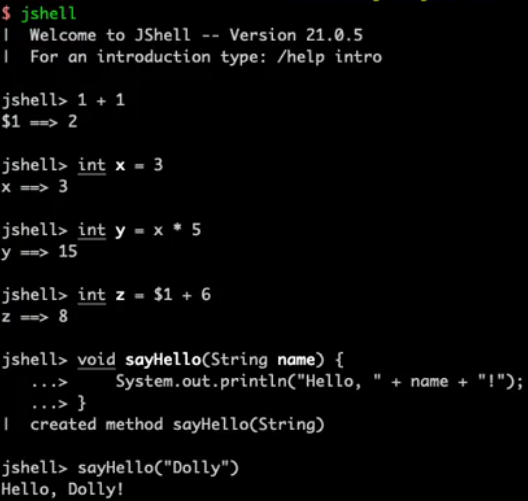 $ jshell
|  Welcome to JShell -- Version 21.0.5
|  For an introduction type: /help intro
jshell> 1 + 1
$1 ==> 2
jshell> int x = 3
x ==> 3
jshell> int y = x * 5
y ==> 15
jshell> int z = $1 + 6
z ==> 8
jshell> void sayHello(String name) {
   ...>     System.out.println("Hello, " + name + "!");
   ...> }
|  created method sayHello(String)
jshell> sayHello("Dolly")
Hello, Dolly!